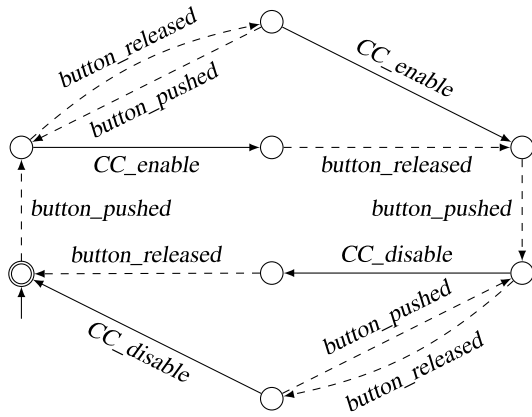 button_released
CC_enable
button_pushed
CC_enable
button_released
button_pushed
button_pushed
button_released
CC_disable
CC_disable
button_pushed
button_released